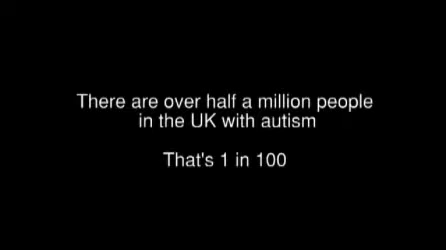 There are over half a million people
in the UK with autism
That's 1 in 100